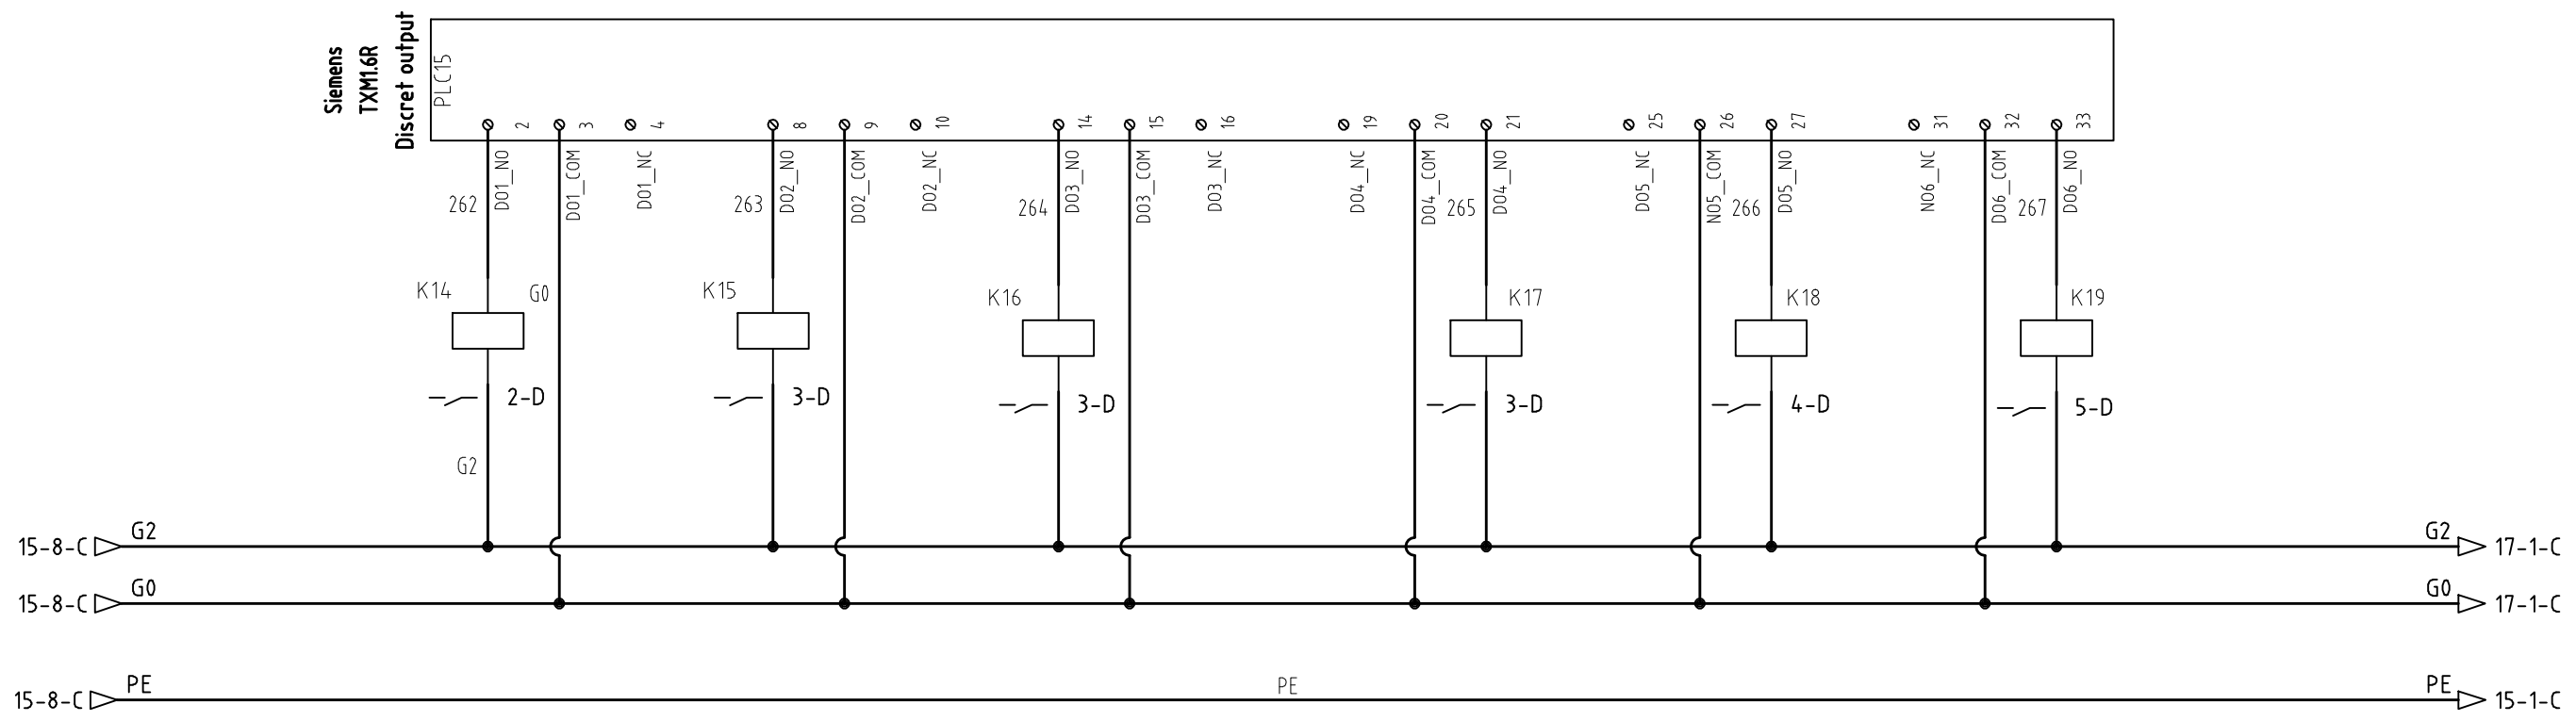 Siemens
TXM1.6R
Discret output
PLC15
2 3 4 8 9 10 14 15 16 19 20 21 25 26 27 31 32 33
DO1_NO DO1_COM DO1_NC DO2_NO DO2_COM DO2_NC DO3_NO DO3_COM DO3_NC DO4_NC DO4_COM DO4_NO DO5_NC NO5_COM DO5_NO NO6_NC DO6_COM DO6_NO
262 263 264 265 266 267
K14 G0 K15 K16 K17 K18 K19
2-D 3-D 3-D 3-D 4-D 5-D
G2
15-8-C G2 G2 17-1-C
15-8-C G0 G0 17-1-C
15-8-C PE PE PE 15-1-C